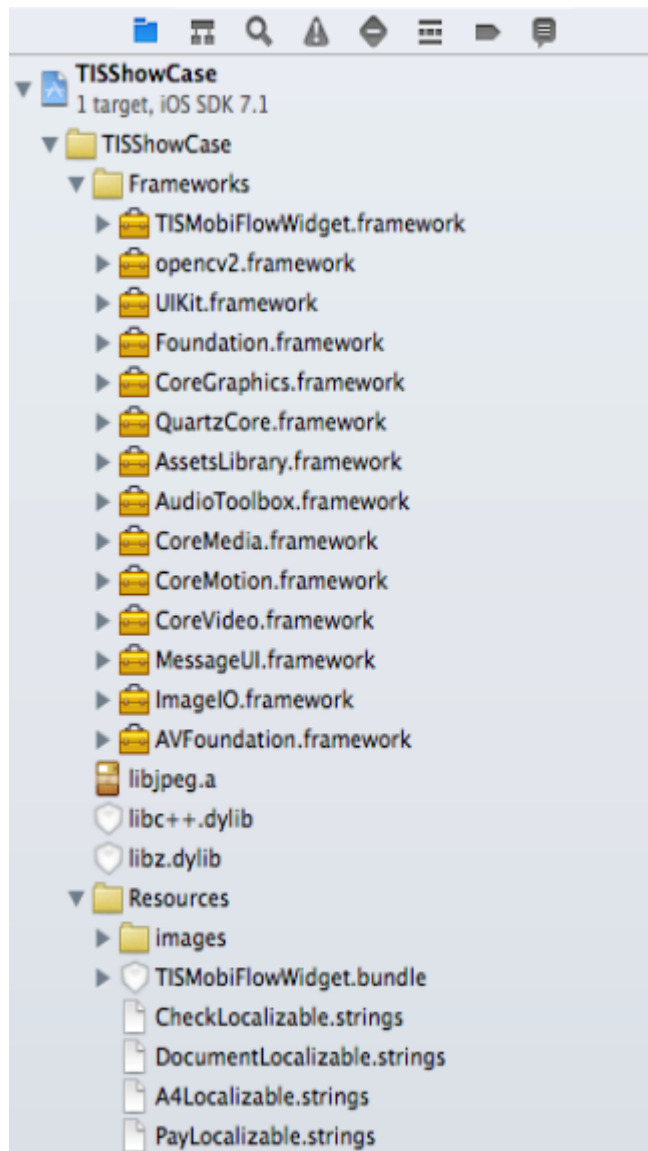 TISShowCase
1 target, iOS SDK 7.1
TISShowCase
Frameworks
TISMobiFlowWidget.framework
opencv2.framework
UIKit.framework
Foundation.framework
CoreGraphics.framework
QuartzCore.framework
AssetsLibrary.framework
AudioToolbox.framework
CoreMedia.framework
CoreMotion.framework
CoreVideo.framework
MessageUI.framework
ImageIO.framework
AVFoundation.framework
libjpeg.a
libc++.dylib
libz.dylib
Resources
images
TISMobiFlowWidget.bundle
CheckLocalizable.strings
DocumentLocalizable.strings
A4Localizable.strings
PayLocalizable.strings